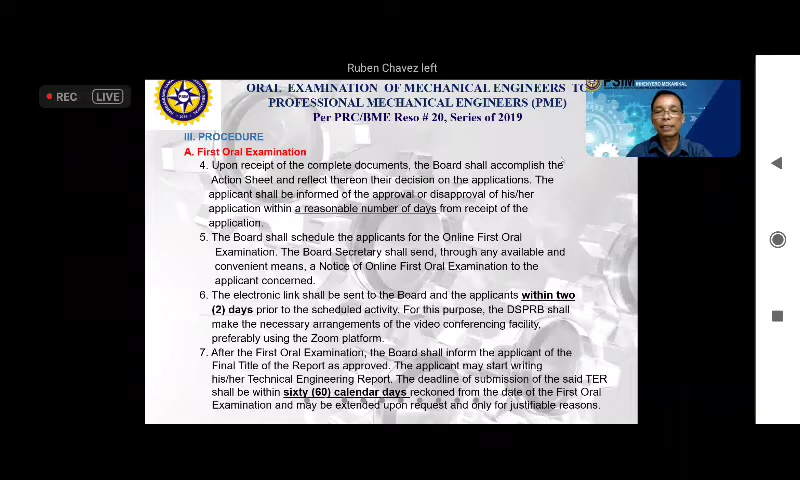 Ruben Chavez left
REC LIVE
ORAL EXAMINATION OF MECHANICAL ENGINEERS TO
PROFESSIONAL MECHANICAL ENGINEERS (PME)
Per PRC/BME Reso # 20, Series of 2019
PSIM
INHENYERO MEKANIKAL
PSIM
III. PROCEDURE
A. First Oral Examination
4. Upon receipt of the complete documents, the Board shall accomplish the
Action Sheet and reflect thereon their decision on the applications. The
applicant shall be informed of the approval or disapproval of his/her
application within a reasonable number of days from receipt of the
application.
5. The Board shall schedule the applicants for the Online First Oral
Examination. The Board Secretary shall send, through any available and
convenient means, a Notice of Online First Oral Examination to the
applicant concerned.
6. The electronic link shall be sent to the Board and the applicants within two
(2) days prior to the scheduled activity. For this purpose, the DSPRB shall
make the necessary arrangements of the video conferencing facility,
preferably using the Zoom platform.
7. After the First Oral Examination, the Board shall inform the applicant of the
Final Title of the Report as approved. The applicant may start writing
his/her Technical Engineering Report. The deadline of submission of the said TER
shall be within sixty (60) calendar days reckoned from the date of the First Oral
Examination and may be extended upon request and only for justifiable reasons.